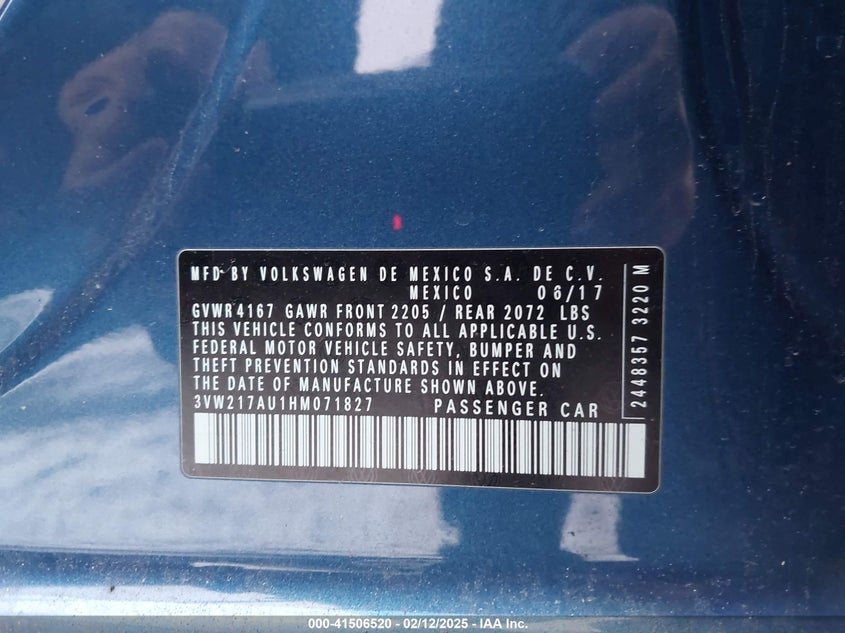 MFD BY VOLKSWAGEN DE MEXICO S.A. DE C.V.
MEXICO 06/17
GVWR4167 GAWR FRONT 2205 / REAR 2072 LBS
THIS VEHICLE CONFORMS TO ALL APPLICABLE U.S.
FEDERAL MOTOR VEHICLE SAFETY, BUMPER AND
THEFT PREVENTION STANDARDS IN EFFECT ON
THE DATE OF MANUFACTURE SHOWN ABOVE.
3VW217AU1HM071827 PASSENGER CAR
2448357 3220 M
000-41506520 - 02/12/2025 - IAA Inc.